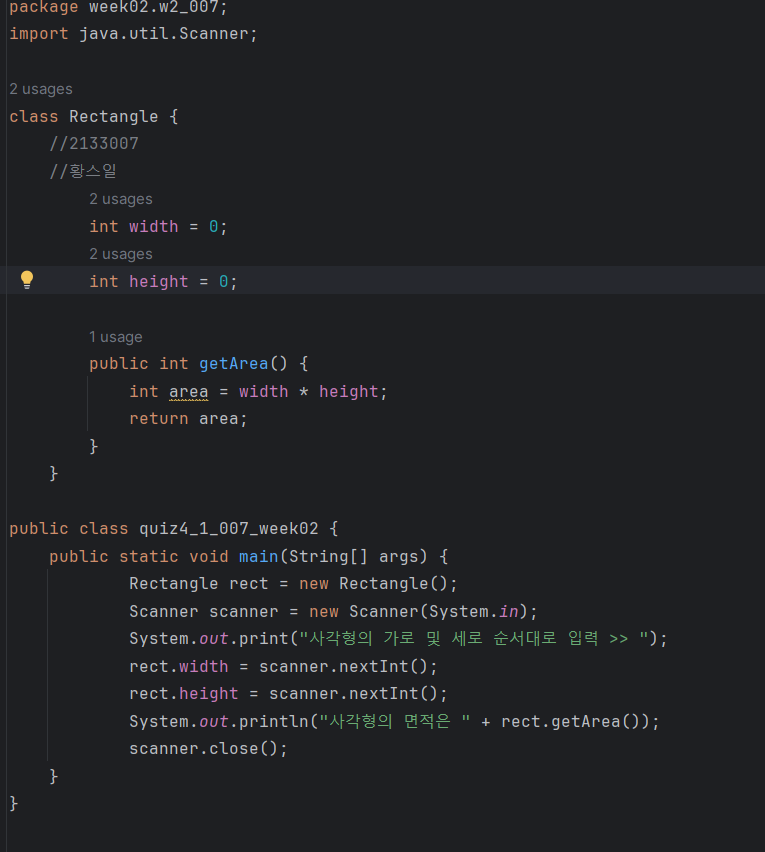 package week02.w2_007;
import java.util.Scanner;
2 usages
class Rectangle {
//2133007
//황스일
2 usages
int width = 0;
2 usages
int height = 0;
1 usage
public int getArea() {
int area = width * height;
return area;
}
}
public class quiz4_1_007_week02 {
public static void main(String[] args) {
Rectangle rect = new Rectangle();
Scanner scanner = new Scanner(System.in);
System.out.print("사각형의 가로 및 세로 순서대로 입력 >> ");
rect.width = scanner.nextInt();
rect.height = scanner.nextInt();
System.out.println("사각형의 면적은 " + rect.getArea());
scanner.close();
}
}